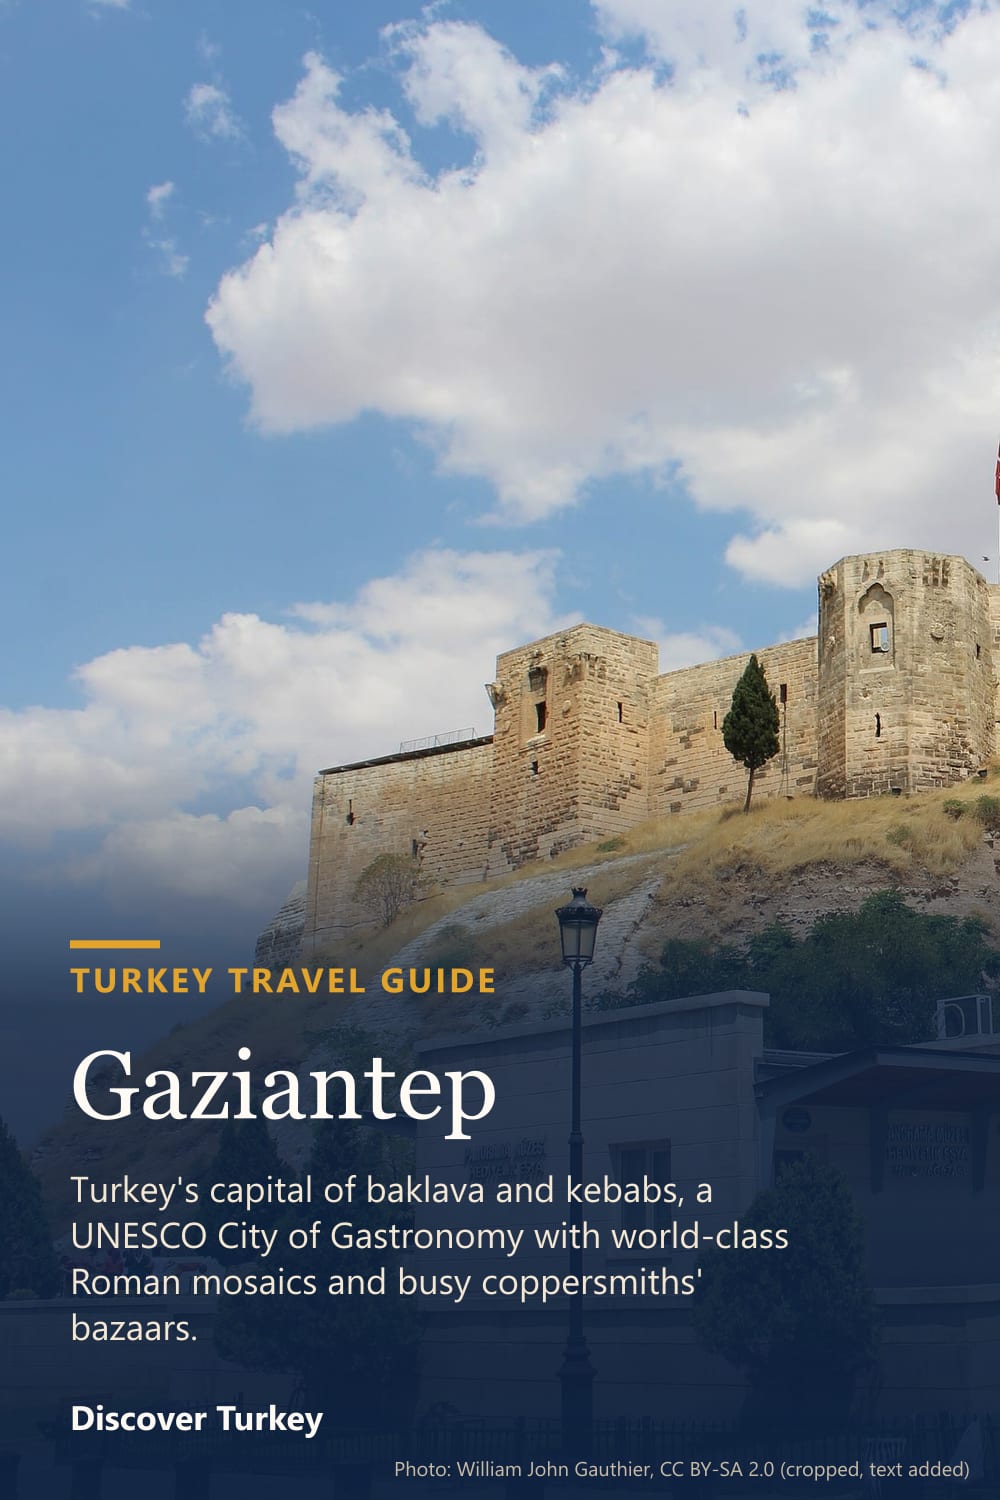 TURKEY TRAVEL GUIDE
Gaziantep
Turkey's capital of baklava and kebabs, a
UNESCO City of Gastronomy with world-class
Roman mosaics and busy coppersmiths'
bazaars.
Discover Turkey
Photo: William John Gauthier, CC BY-SA 2.0 (cropped, text added)